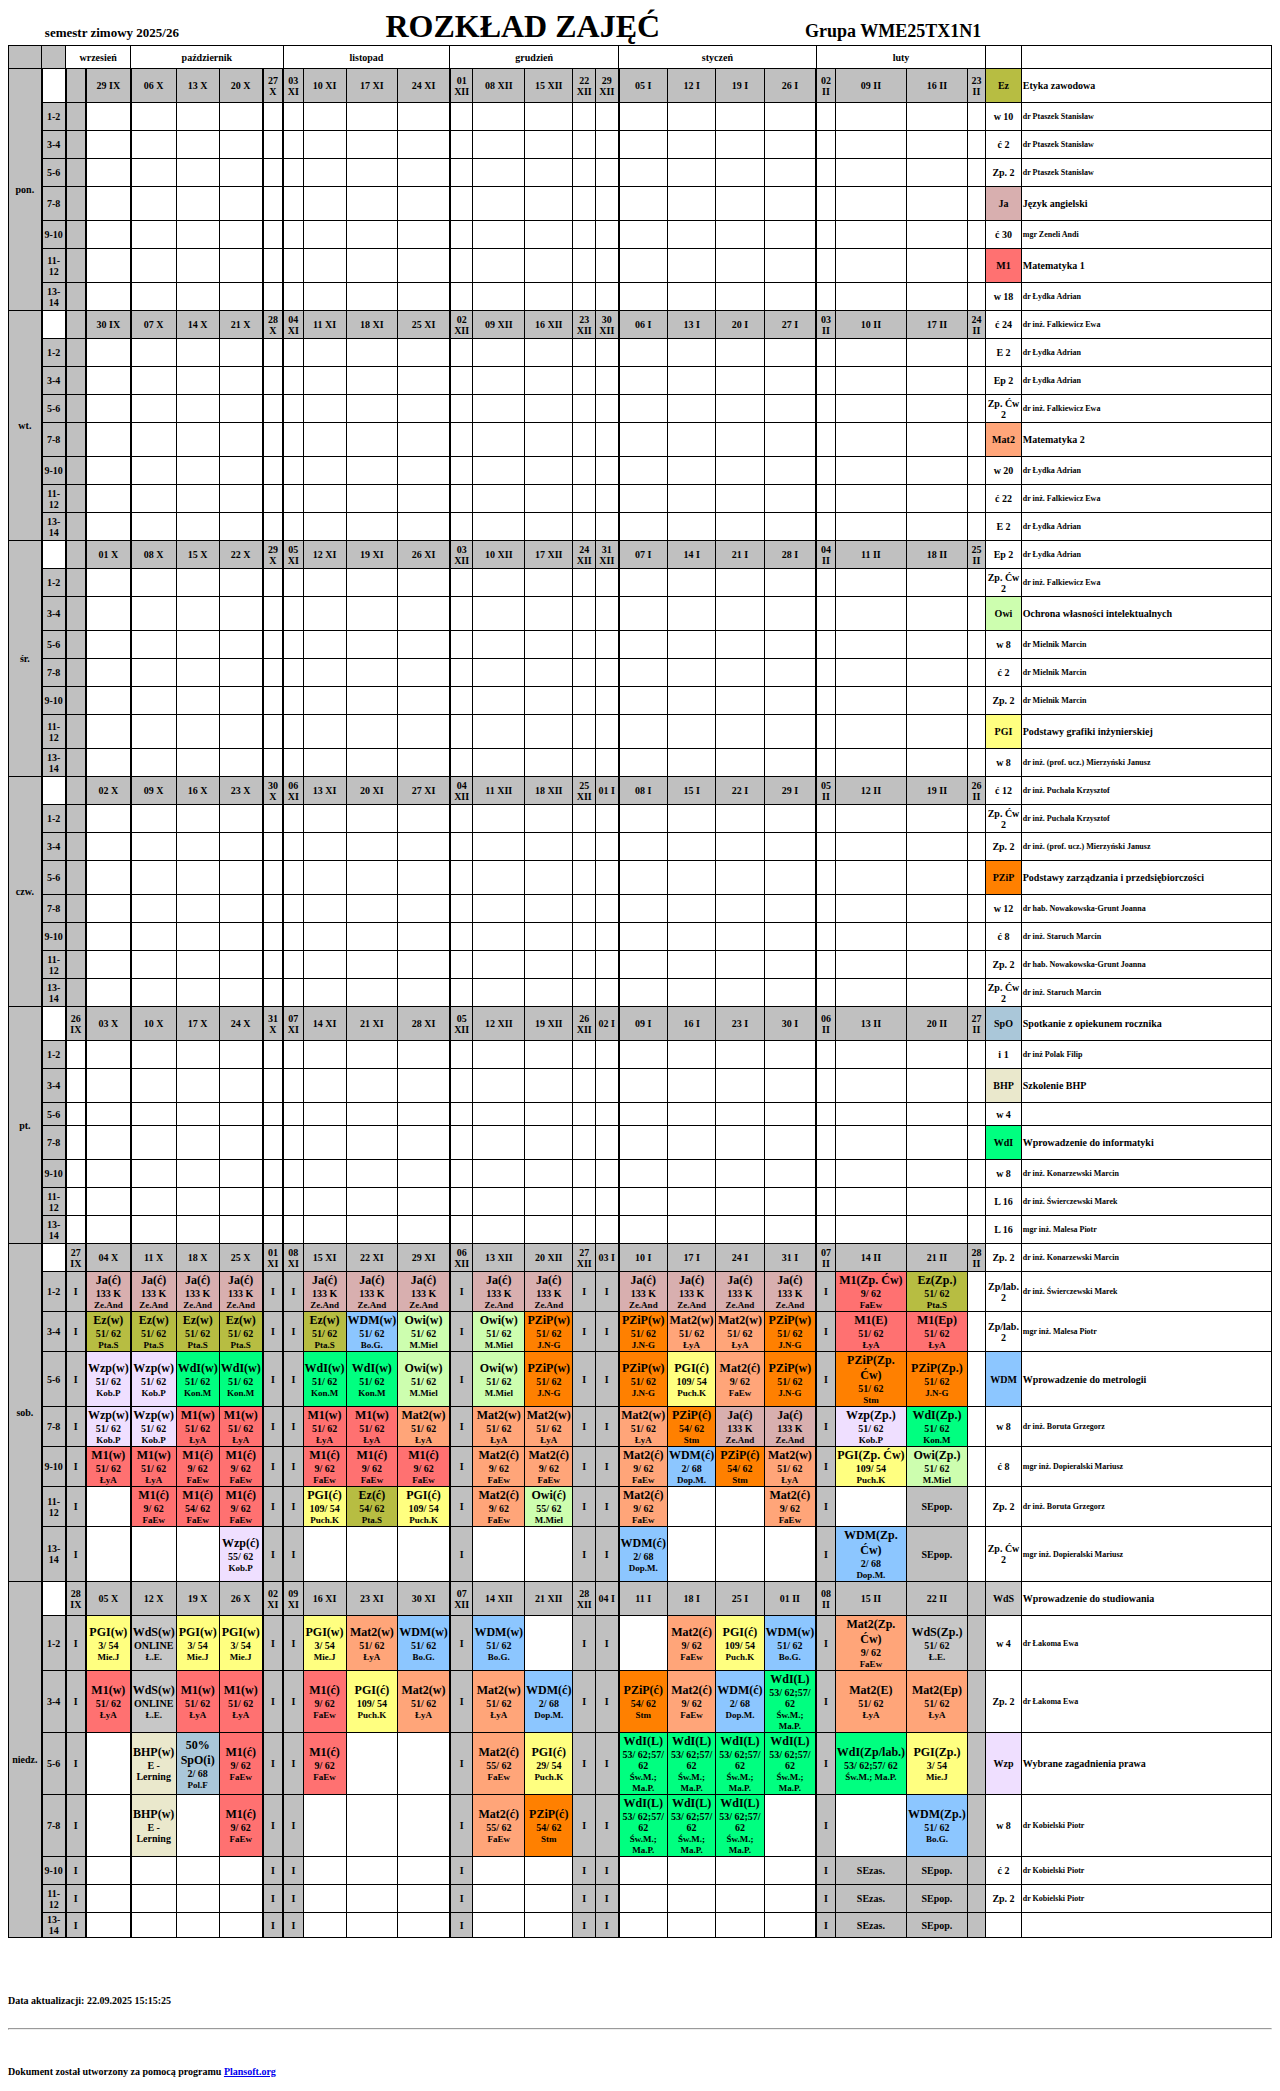 semestr zimowy 2025/26 ROZKŁAD ZAJĘĆ Grupa WME25TX1N1
wrzesień październik listopad grudzień styczeń luty
pon. 29 IX 06 X 13 X 20 X 27 X 03 XI 10 XI 17 XI 24 XI 01 XII 08 XII 15 XII 22 XII 29 XII 05 I 12 I 19 I 26 I 02 II 09 II 16 II 23 II Ez Etyka zawodowa
1-2 w 10 dr Ptaszek Stanisław
3-4 ć 2 dr Ptaszek Stanisław
5-6 Zp. 2 dr Ptaszek Stanisław
7-8 Ja Język angielski
9-10 ć 30 mgr Zeneli Andi
11-12 M1 Matematyka 1
13-14 w 18 dr Łydka Adrian
wt. 30 IX 07 X 14 X 21 X 28 X 04 XI 11 XI 18 XI 25 XI 02 XII 09 XII 16 XII 23 XII 30 XII 06 I 13 I 20 I 27 I 03 II 10 II 17 II 24 II ć 24 dr inż. Falkiewicz Ewa
1-2 E 2 dr Łydka Adrian
3-4 Ep 2 dr Łydka Adrian
5-6 Zp. Ćw 2 dr inż. Falkiewicz Ewa
7-8 Mat2 Matematyka 2
9-10 w 20 dr Łydka Adrian
11-12 ć 22 dr inż. Falkiewicz Ewa
13-14 E 2 dr Łydka Adrian
śr. 01 X 08 X 15 X 22 X 29 X 05 XI 12 XI 19 XI 26 XI 03 XII 10 XII 17 XII 24 XII 31 XII 07 I 14 I 21 I 28 I 04 II 11 II 18 II 25 II Ep 2 dr Łydka Adrian
1-2 Zp. Ćw 2 dr inż. Falkiewicz Ewa
3-4 Owi Ochrona własności intelektualnych
5-6 w 8 dr Mielnik Marcin
7-8 ć 2 dr Mielnik Marcin
9-10 Zp. 2 dr Mielnik Marcin
11-12 PGI Podstawy grafiki inżynierskiej
13-14 w 8 dr inż. (prof. ucz.) Mierzyński Janusz
czw. 02 X 09 X 16 X 23 X 30 X 06 XI 13 XI 20 XI 27 XI 04 XII 11 XII 18 XII 25 XII 01 I 08 I 15 I 22 I 29 I 05 II 12 II 19 II 26 II ć 12 dr inż. Puchała Krzysztof
1-2 Zp. Ćw 2 dr inż. Puchała Krzysztof
3-4 Zp. 2 dr inż. (prof. ucz.) Mierzyński Janusz
5-6 PZiP Podstawy zarządzania i przedsiębiorczości
7-8 w 12 dr hab. Nowakowska-Grunt Joanna
9-10 ć 8 dr inż. Staruch Marcin
11-12 Zp. 2 dr hab. Nowakowska-Grunt Joanna
13-14 Zp. Ćw 2 dr inż. Staruch Marcin
pt. 26 IX 03 X 10 X 17 X 24 X 31 X 07 XI 14 XI 21 XI 28 XI 05 XII 12 XII 19 XII 26 XII 02 I 09 I 16 I 23 I 30 I 06 II 13 II 20 II 27 II SpO Spotkanie z opiekunem rocznika
1-2 i 1 dr inż Polak Filip
3-4 BHP Szkolenie BHP
5-6 w 4
7-8 WdI Wprowadzenie do informatyki
9-10 w 8 dr inż. Konarzewski Marcin
11-12 L 16 dr inż. Świerczewski Marek
13-14 L 16 mgr inż. Malesa Piotr
sob. 27 IX 04 X 11 X 18 X 25 X 01 XI 08 XI 15 XI 22 XI 29 XI 06 XII 13 XII 20 XII 27 XII 03 I 10 I 17 I 24 I 31 I 07 II 14 II 21 II 28 II Zp. 2 dr inż. Konarzewski Marcin
1-2 I Ja(ć) Ja(ć) Ja(ć) Ja(ć) I I Ja(ć) Ja(ć) Ja(ć) I Ja(ć) Ja(ć) I I Ja(ć) Ja(ć) Ja(ć) Ja(ć) I M1(Zp. Ćw) Ez(Zp.) Zp/lab. 2 dr inż. Świerczewski Marek
133 K 133 K 133 K 133 K 133 K 133 K 133 K 133 K 133 K 133 K 133 K 133 K 133 K 9/ 62 51/ 62
Ze.And Ze.And Ze.And Ze.And Ze.And Ze.And Ze.And Ze.And Ze.And Ze.And Ze.And Ze.And Ze.And FaEw Pta.S
3-4 I Ez(w) Ez(w) Ez(w) Ez(w) I I Ez(w) WDM(w) Owi(w) I Owi(w) PZiP(w) I I PZiP(w) Mat2(w) Mat2(w) PZiP(w) I M1(E) M1(Ep) Zp/lab. 2 mgr inż. Malesa Piotr
51/ 62 51/ 62 51/ 62 51/ 62 51/ 62 51/ 62 51/ 62 51/ 62 51/ 62 51/ 62 51/ 62 51/ 62 51/ 62 51/ 62 51/ 62
Pta.S Pta.S Pta.S Pta.S Pta.S Bo.G. M.Miel M.Miel J.N-G J.N-G ŁyA ŁyA J.N-G ŁyA ŁyA
5-6 I Wzp(w) Wzp(w) WdI(w) WdI(w) I I WdI(w) WdI(w) Owi(w) I Owi(w) PZiP(w) I I PZiP(w) PGI(ć) Mat2(ć) PZiP(w) I PZiP(Zp. Ćw) PZiP(Zp.) WDM Wprowadzenie do metrologii
51/ 62 51/ 62 51/ 62 51/ 62 51/ 62 51/ 62 51/ 62 51/ 62 51/ 62 51/ 62 109/ 54 9/ 62 51/ 62 51/ 62 51/ 62
Kob.P Kob.P Kon.M Kon.M Kon.M Kon.M M.Miel M.Miel J.N-G J.N-G Puch.K FaEw J.N-G Stm J.N-G
7-8 I Wzp(w) Wzp(w) M1(w) M1(w) I I M1(w) M1(w) Mat2(w) I Mat2(w) Mat2(w) I I Mat2(w) PZiP(ć) Ja(ć) Ja(ć) I Wzp(Zp.) WdI(Zp.) w 8 dr inż. Boruta Grzegorz
51/ 62 51/ 62 51/ 62 51/ 62 51/ 62 51/ 62 51/ 62 51/ 62 51/ 62 51/ 62 54/ 62 133 K 133 K 51/ 62 51/ 62
Kob.P Kob.P ŁyA ŁyA ŁyA ŁyA ŁyA ŁyA ŁyA ŁyA Stm Ze.And Ze.And Kob.P Kon.M
9-10 I M1(w) M1(w) M1(ć) M1(ć) I I M1(ć) M1(ć) M1(ć) I Mat2(ć) Mat2(ć) I I Mat2(ć) WDM(ć) PZiP(ć) Mat2(w) I PGI(Zp. Ćw) Owi(Zp.) ć 8 mgr inż. Dopieralski Mariusz
51/ 62 51/ 62 9/ 62 9/ 62 9/ 62 9/ 62 9/ 62 9/ 62 9/ 62 9/ 62 2/ 68 54/ 62 51/ 62 109/ 54 51/ 62
ŁyA ŁyA FaEw FaEw FaEw FaEw FaEw FaEw FaEw FaEw Dop.M. Stm ŁyA Puch.K M.Miel
11-12 I M1(ć) M1(ć) M1(ć) I I PGI(ć) Ez(ć) PGI(ć) I Mat2(ć) Owi(ć) I I Mat2(ć) Mat2(ć) I SEpop. Zp. 2 dr inż. Boruta Grzegorz
9/ 62 54/ 62 9/ 62 109/ 54 54/ 62 109/ 54 9/ 62 55/ 62 9/ 62 9/ 62
FaEw FaEw FaEw Puch.K Pta.S Puch.K FaEw M.Miel FaEw FaEw
13-14 I Wzp(ć) I I I I I WDM(ć) I WDM(Zp. Ćw) SEpop. Zp. Ćw 2 mgr inż. Dopieralski Mariusz
55/ 62 2/ 68 2/ 68
Kob.P Dop.M. Dop.M.
niedz. 28 IX 05 X 12 X 19 X 26 X 02 XI 09 XI 16 XI 23 XI 30 XI 07 XII 14 XII 21 XII 28 XII 04 I 11 I 18 I 25 I 01 II 08 II 15 II 22 II WdS Wprowadzenie do studiowania
1-2 I PGI(w) WdS(w) PGI(w) PGI(w) I I PGI(w) Mat2(w) WDM(w) I WDM(w) I I Mat2(ć) PGI(ć) WDM(w) I Mat2(Zp. Ćw) WdS(Zp.) w 4 dr Łakoma Ewa
3/ 54 ONLINE 3/ 54 3/ 54 3/ 54 51/ 62 51/ 62 51/ 62 9/ 62 109/ 54 51/ 62 9/ 62 51/ 62
Mie.J Ł.E. Mie.J Mie.J Mie.J ŁyA Bo.G. Bo.G. FaEw Puch.K Bo.G. FaEw Ł.E.
3-4 I M1(w) WdS(w) M1(w) M1(w) I I M1(ć) PGI(ć) Mat2(w) I Mat2(w) WDM(ć) I I PZiP(ć) Mat2(ć) WDM(ć) WdI(L) I Mat2(E) Mat2(Ep) Zp. 2 dr Łakoma Ewa
51/ 62 ONLINE 51/ 62 51/ 62 9/ 62 109/ 54 51/ 62 51/ 62 2/ 68 54/ 62 9/ 62 2/ 68 53/ 62;57/ 62 51/ 62 51/ 62
ŁyA Ł.E. ŁyA ŁyA FaEw Puch.K ŁyA ŁyA Dop.M. Stm FaEw Dop.M. Św.M.; Ma.P. ŁyA ŁyA
5-6 I BHP(w) 50% SpO(i) M1(ć) I I M1(ć) I Mat2(ć) PGI(ć) I I WdI(L) WdI(L) WdI(L) WdI(L) I WdI(Zp/lab.) PGI(Zp.) Wzp Wybrane zagadnienia prawa
E - Lerning 2/ 68 9/ 62 9/ 62 55/ 62 29/ 54 53/ 62;57/ 62 53/ 62;57/ 62 53/ 62;57/ 62 53/ 62;57/ 62 53/ 62;57/ 62 3/ 54
Pol.F FaEw FaEw FaEw Puch.K Św.M.; Ma.P. Św.M.; Ma.P. Św.M.; Ma.P. Św.M.; Ma.P. Św.M.; Ma.P. Mie.J
7-8 I BHP(w) M1(ć) I I I Mat2(ć) PZiP(ć) I I WdI(L) WdI(L) WdI(L) I WDM(Zp.) w 8 dr Kobielski Piotr
E - Lerning 9/ 62 55/ 62 54/ 62 53/ 62;57/ 62 53/ 62;57/ 62 53/ 62;57/ 62 51/ 62
FaEw FaEw Stm Św.M.; Ma.P. Św.M.; Ma.P. Św.M.; Ma.P. Bo.G.
9-10 I I I I I I I SEzas. SEpop. ć 2 dr Kobielski Piotr
11-12 I I I I I I I SEzas. SEpop. Zp. 2 dr Kobielski Piotr
13-14 I I I I I I I SEzas. SEpop.
Data aktualizacji: 22.09.2025 15:15:25
Dokument został utworzony za pomocą programu Plansoft.org